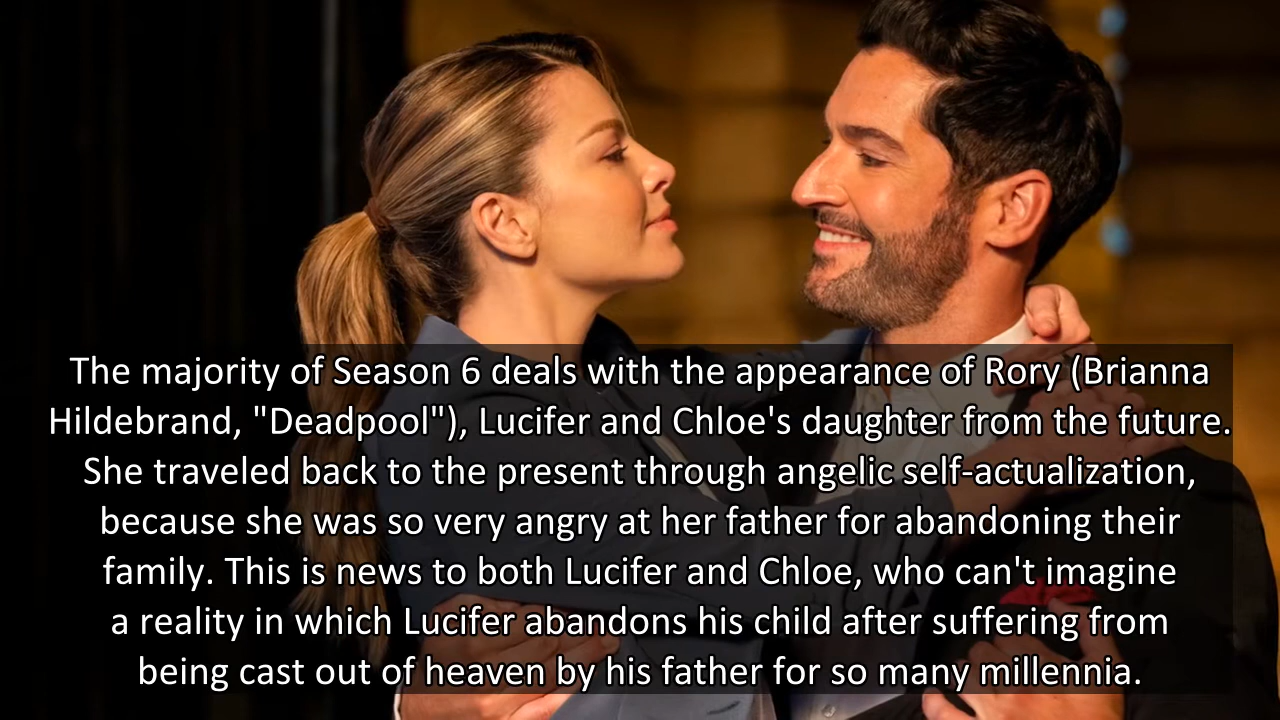 The majority of Season 6 deals with the appearance of Rory (Brianna
Hildebrand, "Deadpool"), Lucifer and Chloe's daughter from the future.
She traveled back to the present through angelic self-actualization,
because she was so very angry at her father for abandoning their
family. This is news to both Lucifer and Chloe, who can't imagine
a reality in which Lucifer abandons his child after suffering from
being cast out of heaven by his father for so many millennia.